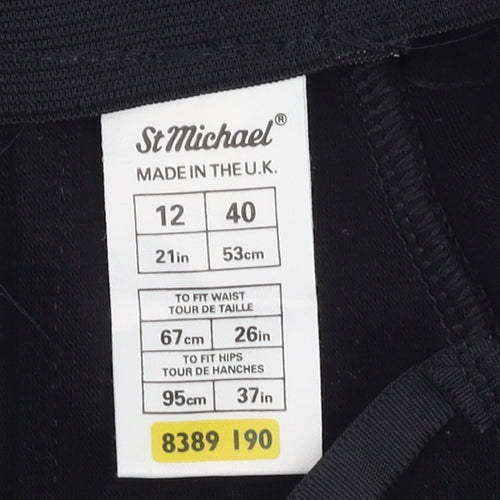 St Michael®
MADE IN THE U.K.
12 40
21in 53cm
TO FIT WAIST
TOUR DE TAILLE
67cm 26in
TO FIT HIPS
TOUR DE HANCHES
95cm 37in
8389 190